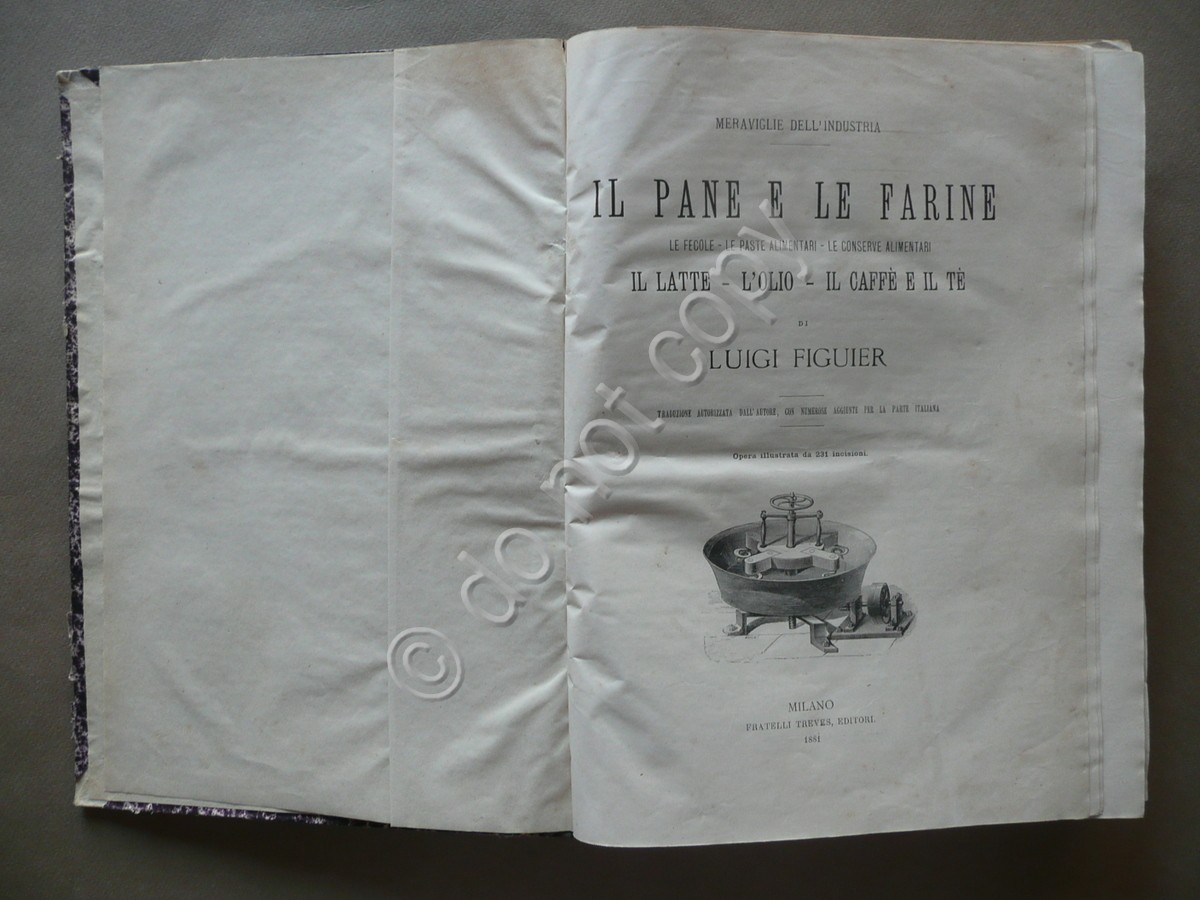 MERAVIGLIE DELL'INDUSTRIA
IL PANE E LE FARINE
LE FECOLE - LE PASTE ALIMENTARI - LE CONSERVE ALIMENTARI
IL LATTE - L'OLIO - IL CAFFÈ E IL TÈ
DI
LUIGI FIGUIER
TRADUZIONE AUTORIZZATA DALL'AUTORE, CON NUMEROSE AGGIUNTE PER LA PARTE ITALIANA
Opera illustrata da 231 incisioni.
MILANO
FRATELLI TREVES, EDITORI.
1881
© do not copy